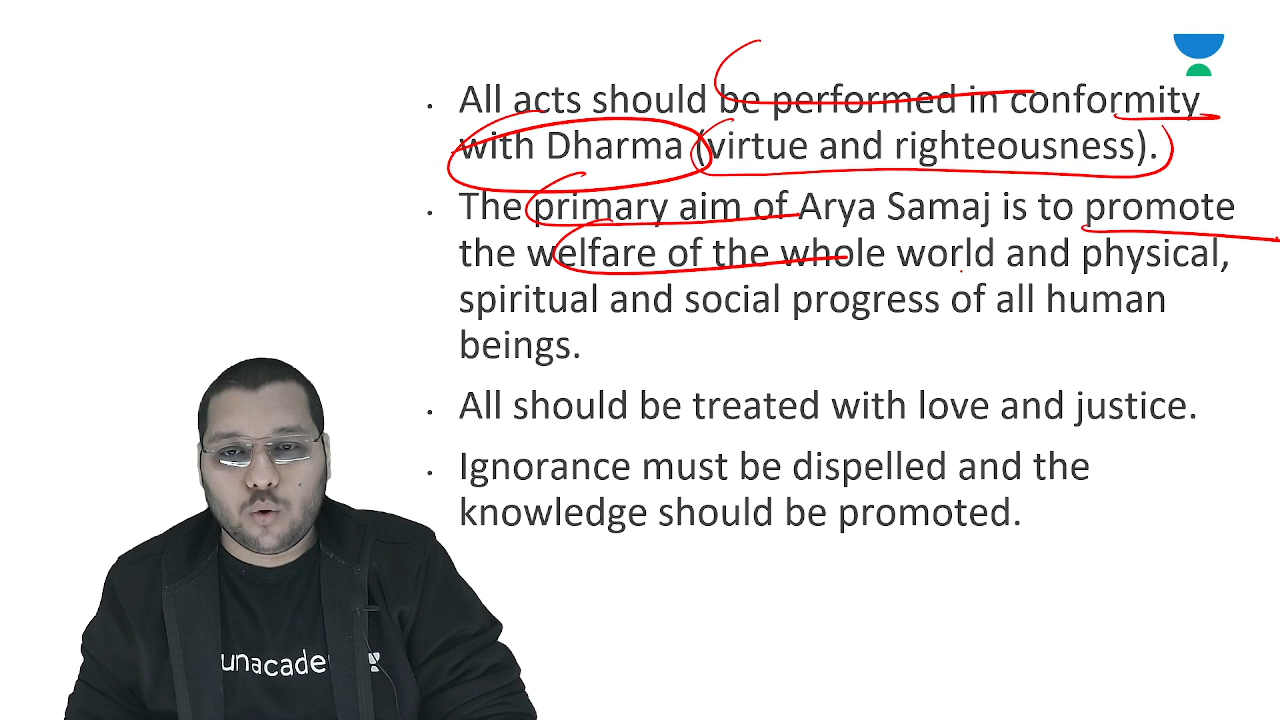 All acts should be performed in conformity
with Dharma (virtue and righteousness).
The primary aim of Arya Samaj is to promote
the welfare of the whole world and physical,
spiritual and social progress of all human
beings.
All should be treated with love and justice.
Ignorance must be dispelled and the
knowledge should be promoted.
unacade